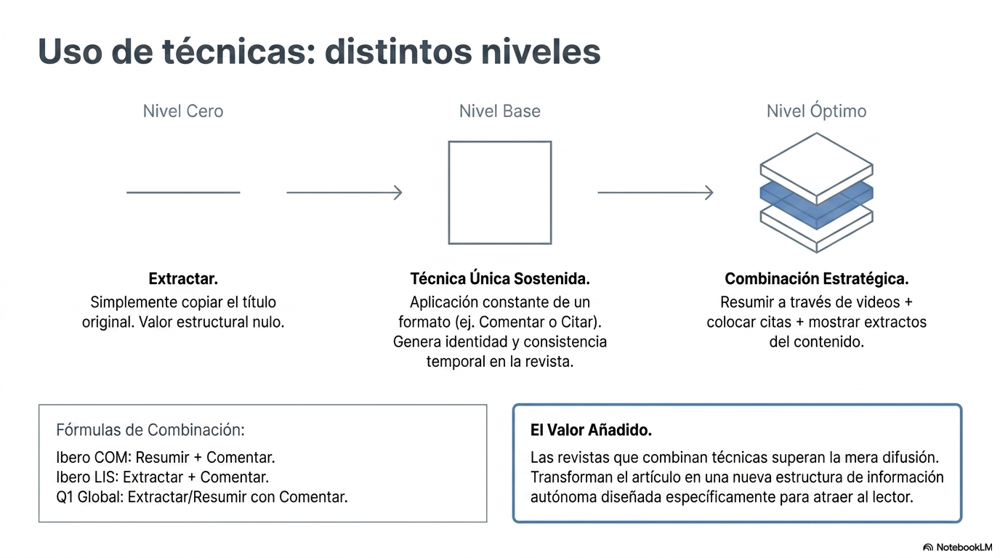 Uso de técnicas: distintos niveles
Nivel Cero
Nivel Base
Nivel Óptimo
Extractar.
Simplemente copiar el título
original. Valor estructural nulo.
Técnica Única Sostenida.
Aplicación constante de un
formato (ej. Comentar o Citar).
Genera identidad y consistencia
temporal en la revista.
Combinación Estratégica.
Resumir a través de videos +
colocar citas + mostrar extractos
del contenido.
Fórmulas de Combinación:
Ibero COM: Resumir + Comentar.
Ibero LIS: Extractar + Comentar.
Q1 Global: Extractar/Resumir con Comentar.
El Valor Añadido.
Las revistas que combinan técnicas superan la mera difusión.
Transforman el artículo en una nueva estructura de información
autónoma diseñada específicamente para atraer al lector.
NotebookLM